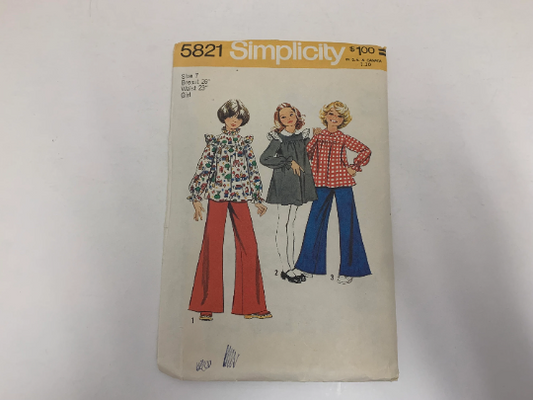 5821 Simplicity $1.00
Size 7
Breast 26"
Waist 23"
Girl
1
2
3